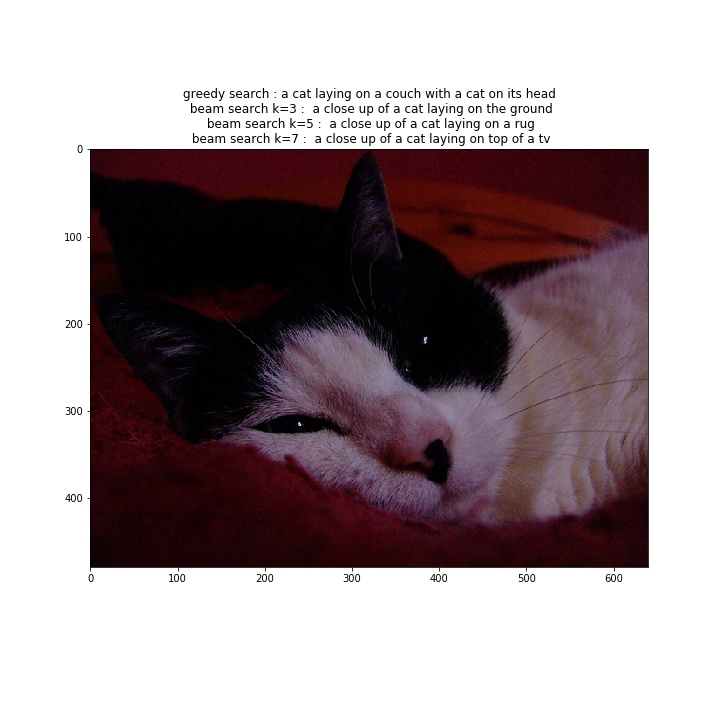 greedy search : a cat laying on a couch with a cat on its head
beam search k=3 :  a close up of a cat laying on the ground
beam search k=5 :  a close up of a cat laying on a rug
beam search k=7 :  a close up of a cat laying on top of a tv
0
100
200
300
400
0 100 200 300 400 500 600